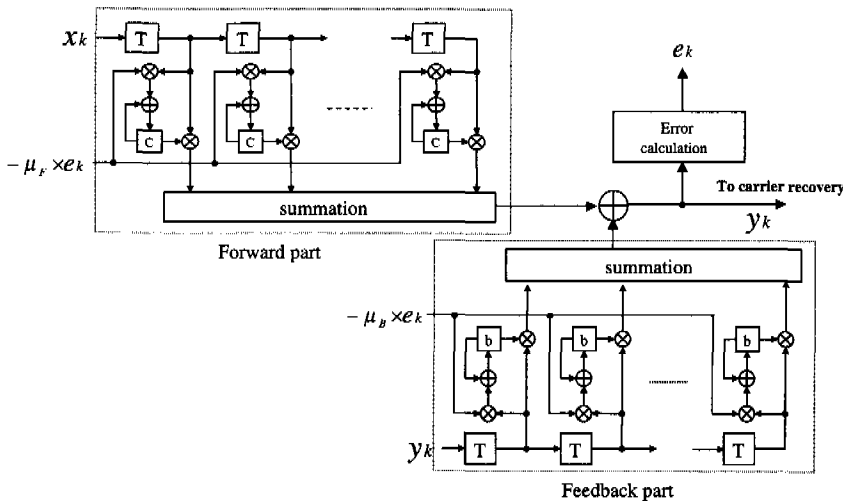 x_k T T T
C C C
− μ_F × e_k
summation
Forward part
e_k
Error
calculation
To carrier recovery
y_k
summation
− μ_B × e_k
b b b
y_k T T T
Feedback part